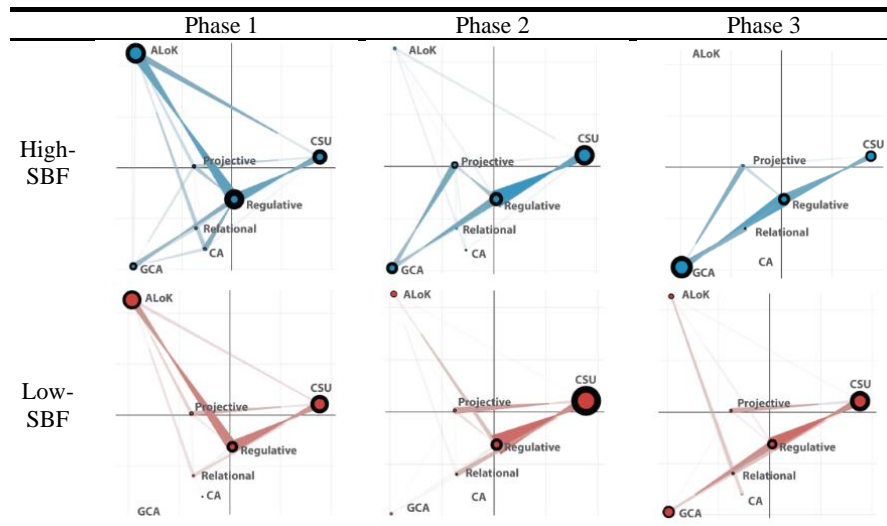 Phase 1 Phase 2 Phase 3
High-
SBF
ALoK
CSU
Projective
Regulative
Relational
CA
GCA
ALoK
CSU
Projective
Regulative
Relational
CA
GCA
ALoK
CSU
Projective
Regulative
Relational
CA
GCA
Low-
SBF
ALoK
CSU
Projective
Regulative
Relational
CA
GCA
ALoK
CSU
Projective
Regulative
Relational
CA
GCA
ALoK
CSU
Projective
Regulative
Relational
CA
GCA